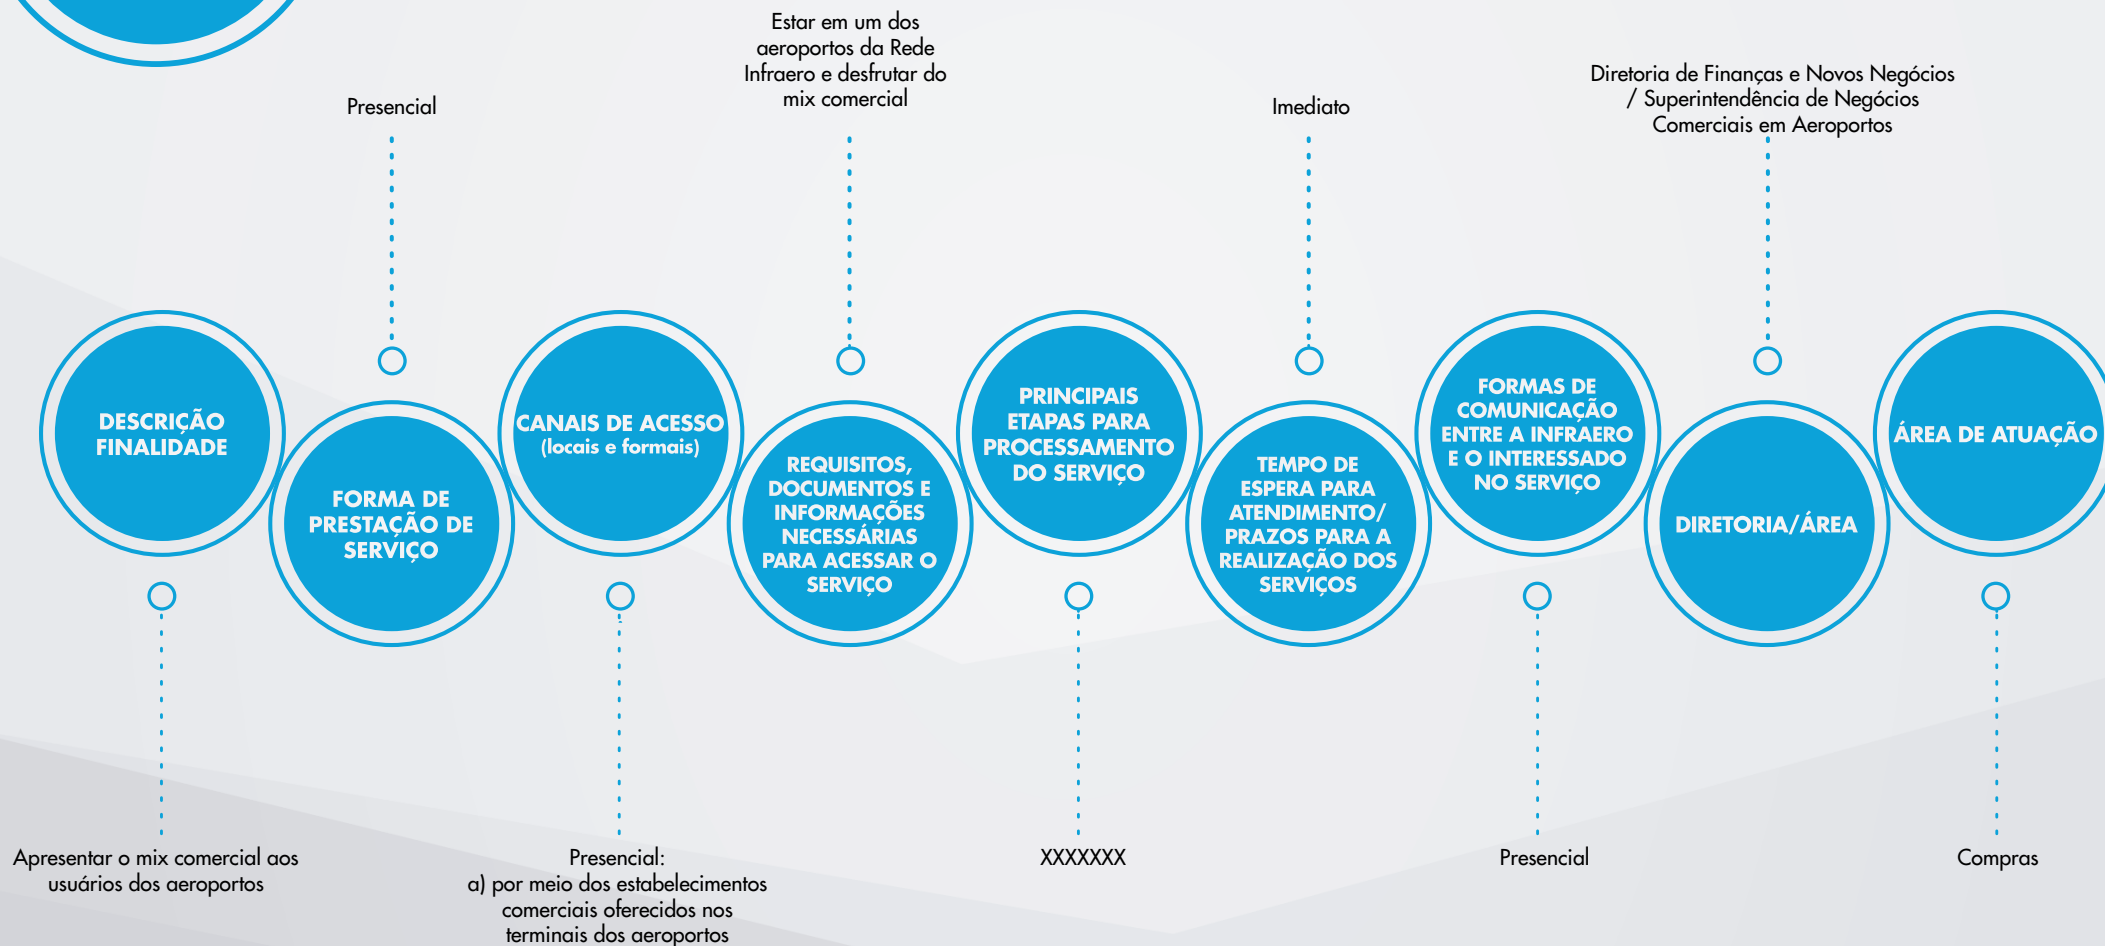 Estar em um dos
aeroportos da Rede
Infraero e desfrutar do
mix comercial
Diretoria de Finanças e Novos Negócios
/ Superintendência de Negócios
Comerciais em Aeroportos
Presencial
Imediato
DESCRIÇÃO
FINALIDADE
FORMA DE
PRESTAÇÃO DE
SERVIÇO
CANAIS DE ACESSO
(locais e formais)
REQUISITOS,
DOCUMENTOS E
INFORMAÇÕES
NECESSÁRIAS
PARA ACESSAR O
SERVIÇO
PRINCIPAIS
ETAPAS PARA
PROCESSAMENTO
DO SERVIÇO
TEMPO DE
ESPERA PARA
ATENDIMENTO/
PRAZOS PARA A
REALIZAÇÃO DOS
SERVIÇOS
FORMAS DE
COMUNICAÇÃO
ENTRE A INFRAERO
E O INTERESSADO
NO SERVIÇO
DIRETORIA/ÁREA
ÁREA DE ATUAÇÃO
Apresentar o mix comercial aos
usuários dos aeroportos
Presencial:
a) por meio dos estabelecimentos
comerciais oferecidos nos
terminais dos aeroportos
XXXXXXX
Presencial
Compras